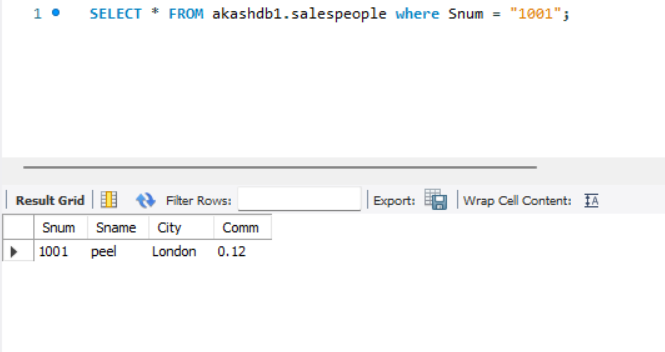 1 SELECT * FROM akashdb1.salespeople where Snum = "1001";
Result Grid Filter Rows: Export: Wrap Cell Content: IA
Snum Sname City Comm
1001 peel London 0.12